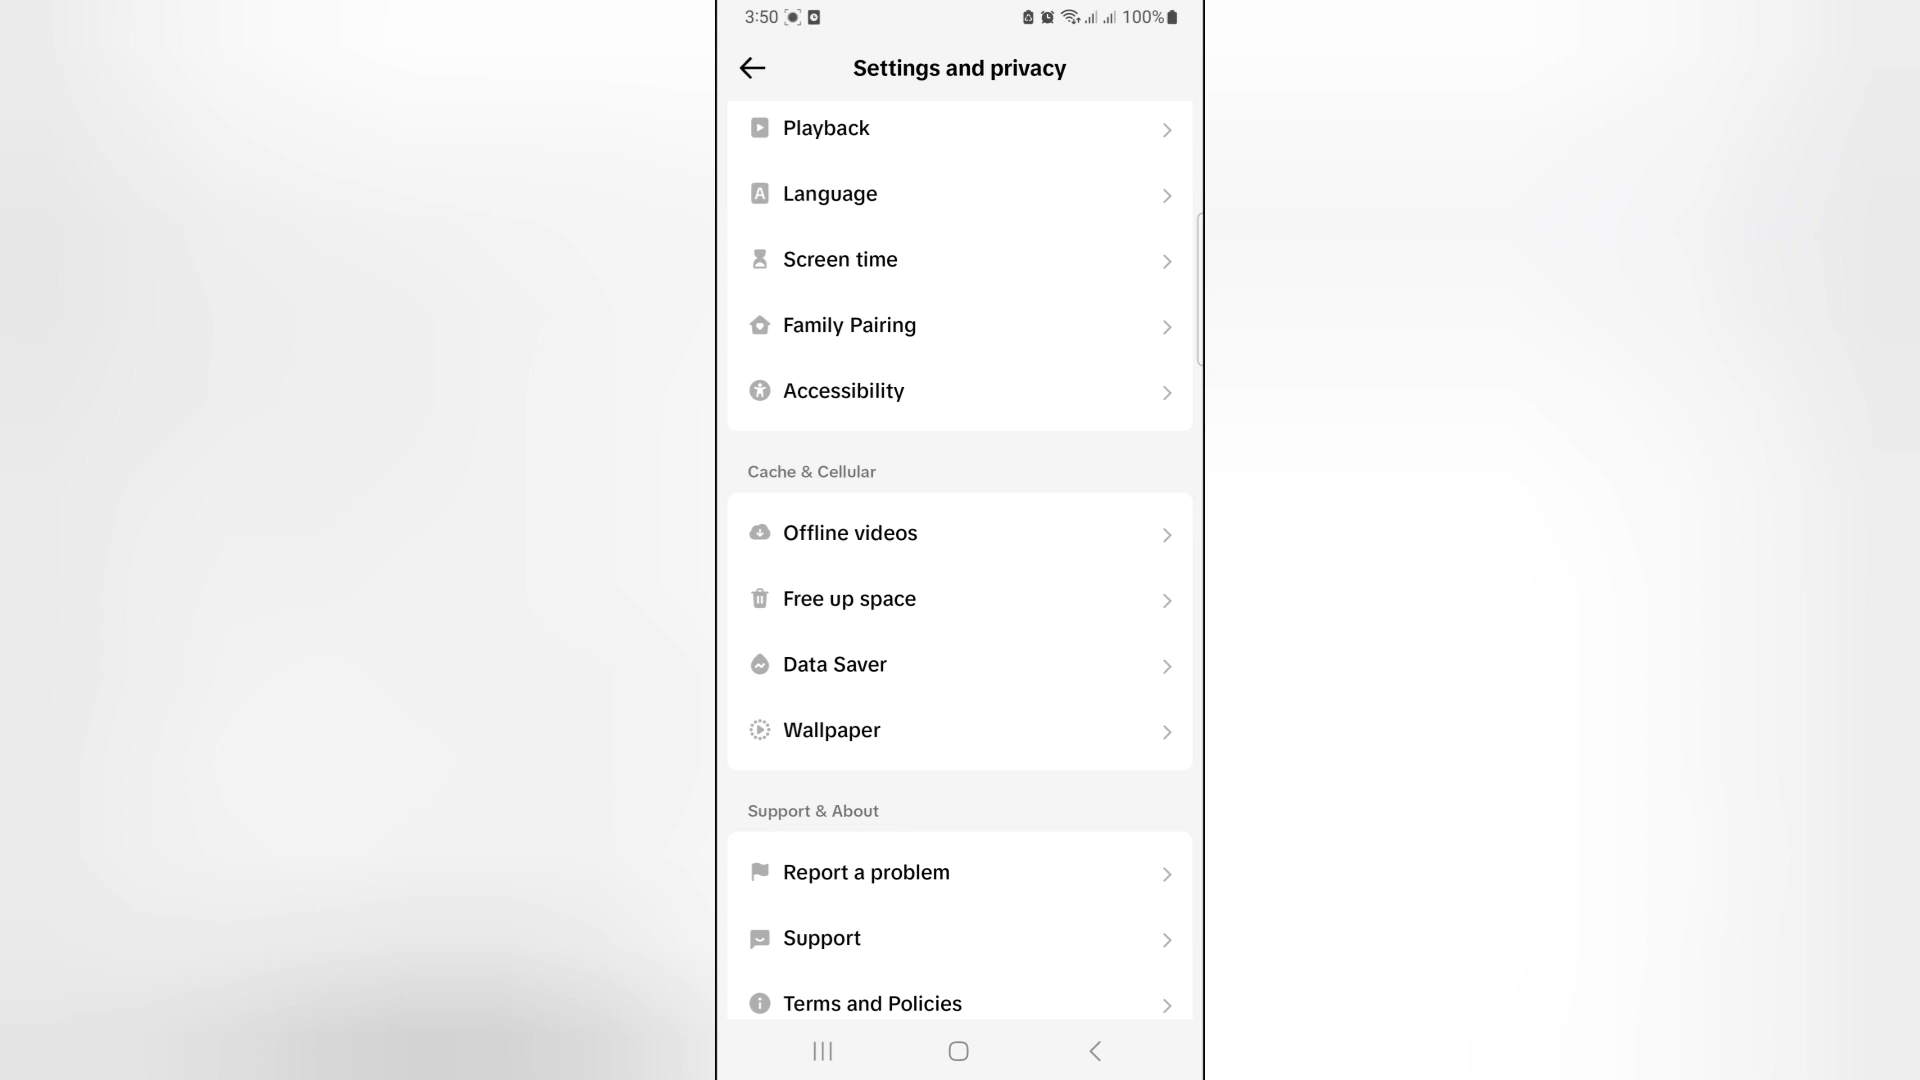 3:50 100%
Settings and privacy
Playback
Language
Screen time
Family Pairing
Accessibility
Cache & Cellular
Offline videos
Free up space
Data Saver
Wallpaper
Support & About
Report a problem
Support
Terms and Policies